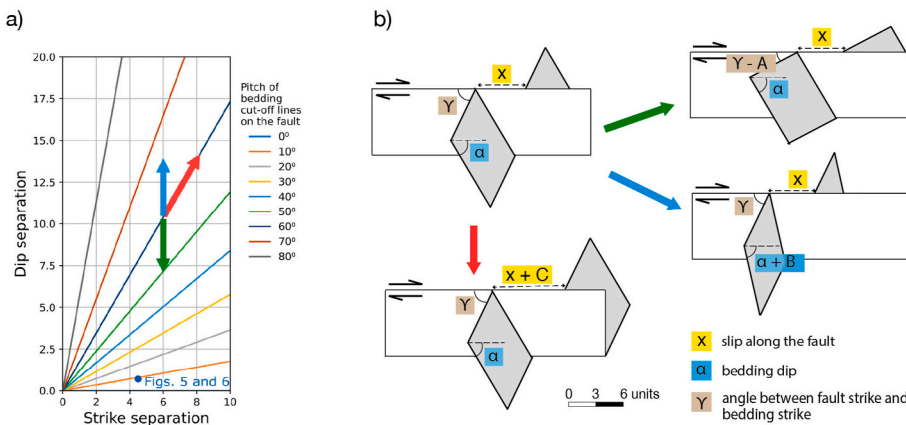 a)
20.0
17.5
15.0
12.5
10.0
7.5
5.0
2.5
0.0
0 2 4 6 8 10
Dip separation
Strike separation
Figs. 5 and 6
Pitch of
bedding
cut-off lines
on the fault
0º
10º
20º
30º
40º
50º
60º
70º
80º
b)
x
ϒ
α
x
ϒ - A
α
x
ϒ
α + B
x + C
ϒ
α
0 3 6 units
x slip along the fault
α bedding dip
ϒ angle between fault strike and
bedding strike